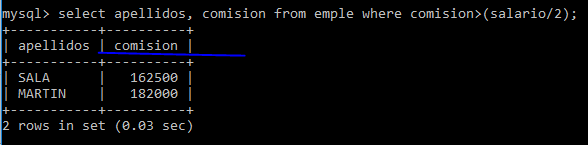 mysql> select apellidos, comision from emple where comision>(salario/2);
+-----------+----------+
| apellidos | comision |
+-----------+----------+
| SALA      |   162500 |
| MARTIN    |   182000 |
+-----------+----------+
2 rows in set (0.03 sec)